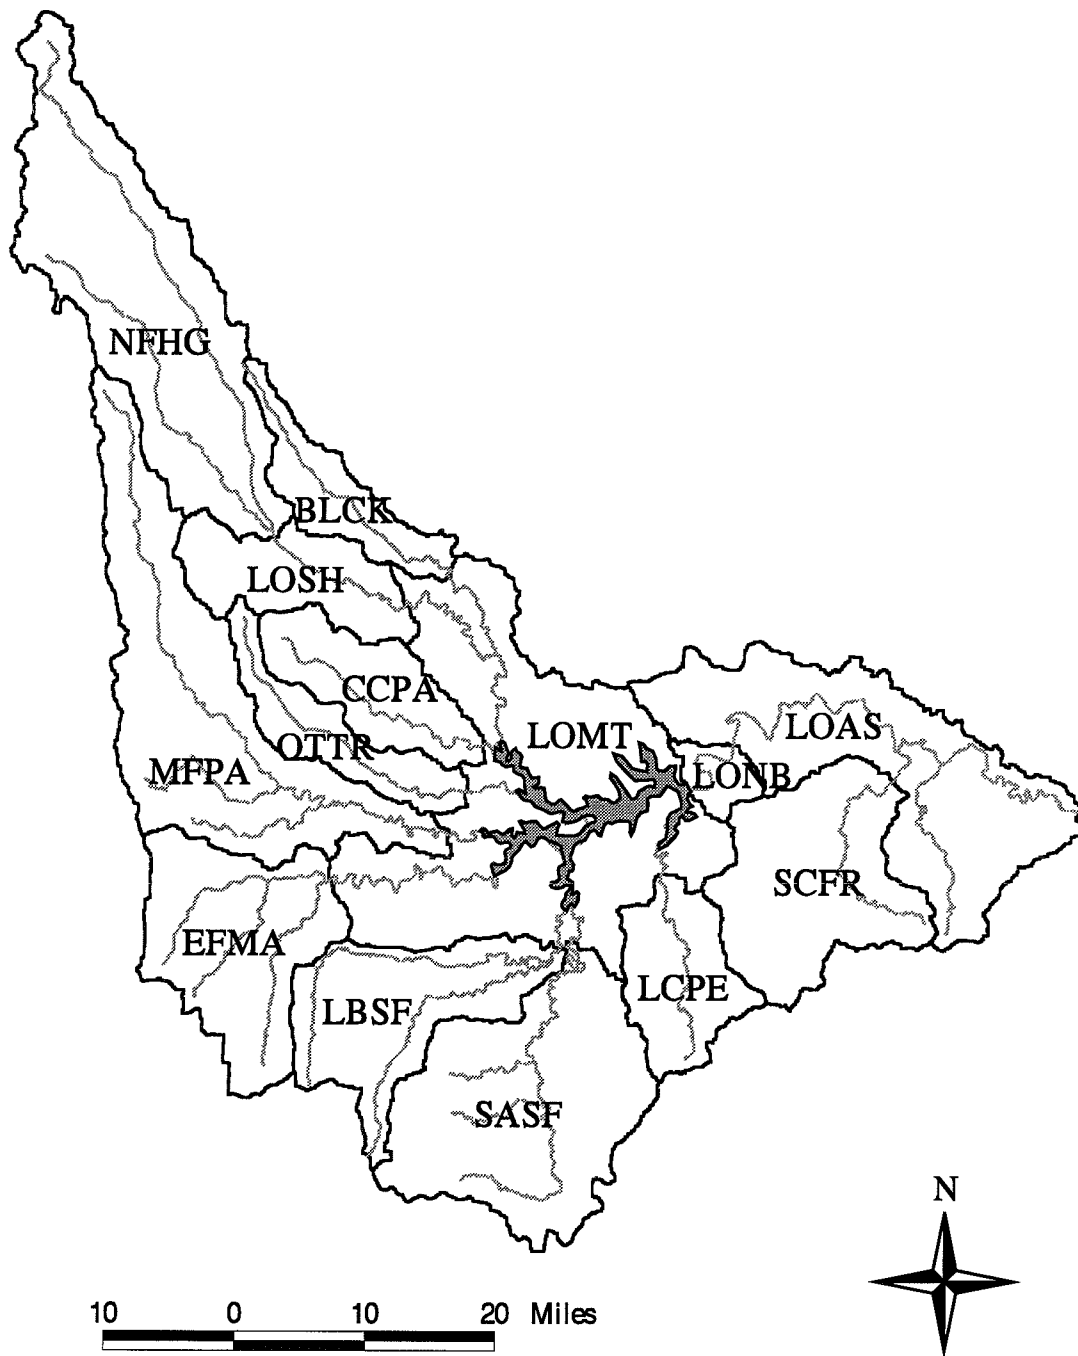 NFHG
BLCK
LOSH
CCPA
LOMT
LOAS
OTTR
MFPA
LONB
SCFR
EFMA
LCPE
LBSF
SASF
N
10 0 10 20 Miles